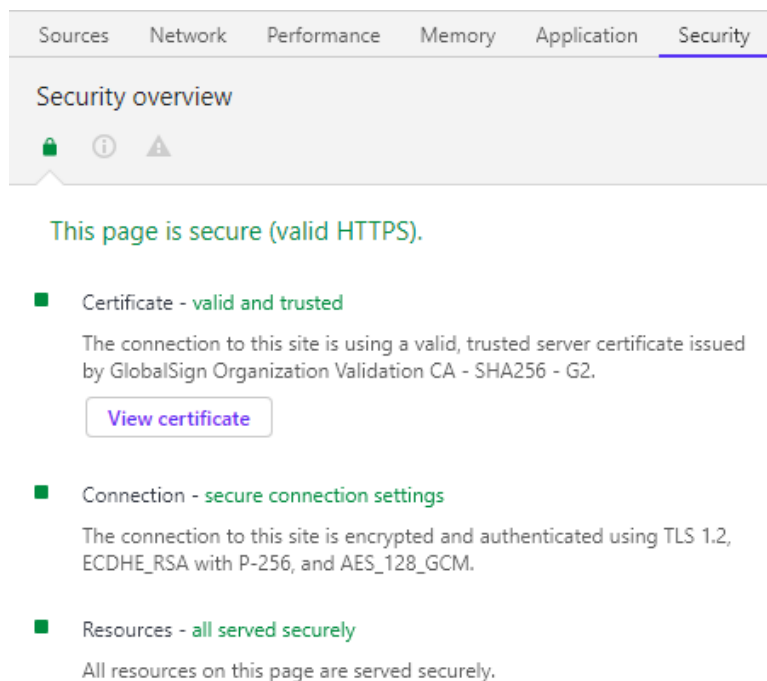 Sources Network Performance Memory Application Security
Security overview
This page is secure (valid HTTPS).
Certificate - valid and trusted
The connection to this site is using a valid, trusted server certificate issued
by GlobalSign Organization Validation CA - SHA256 - G2.
View certificate
Connection - secure connection settings
The connection to this site is encrypted and authenticated using TLS 1.2,
ECDHE_RSA with P-256, and AES_128_GCM.
Resources - all served securely
All resources on this page are served securely.